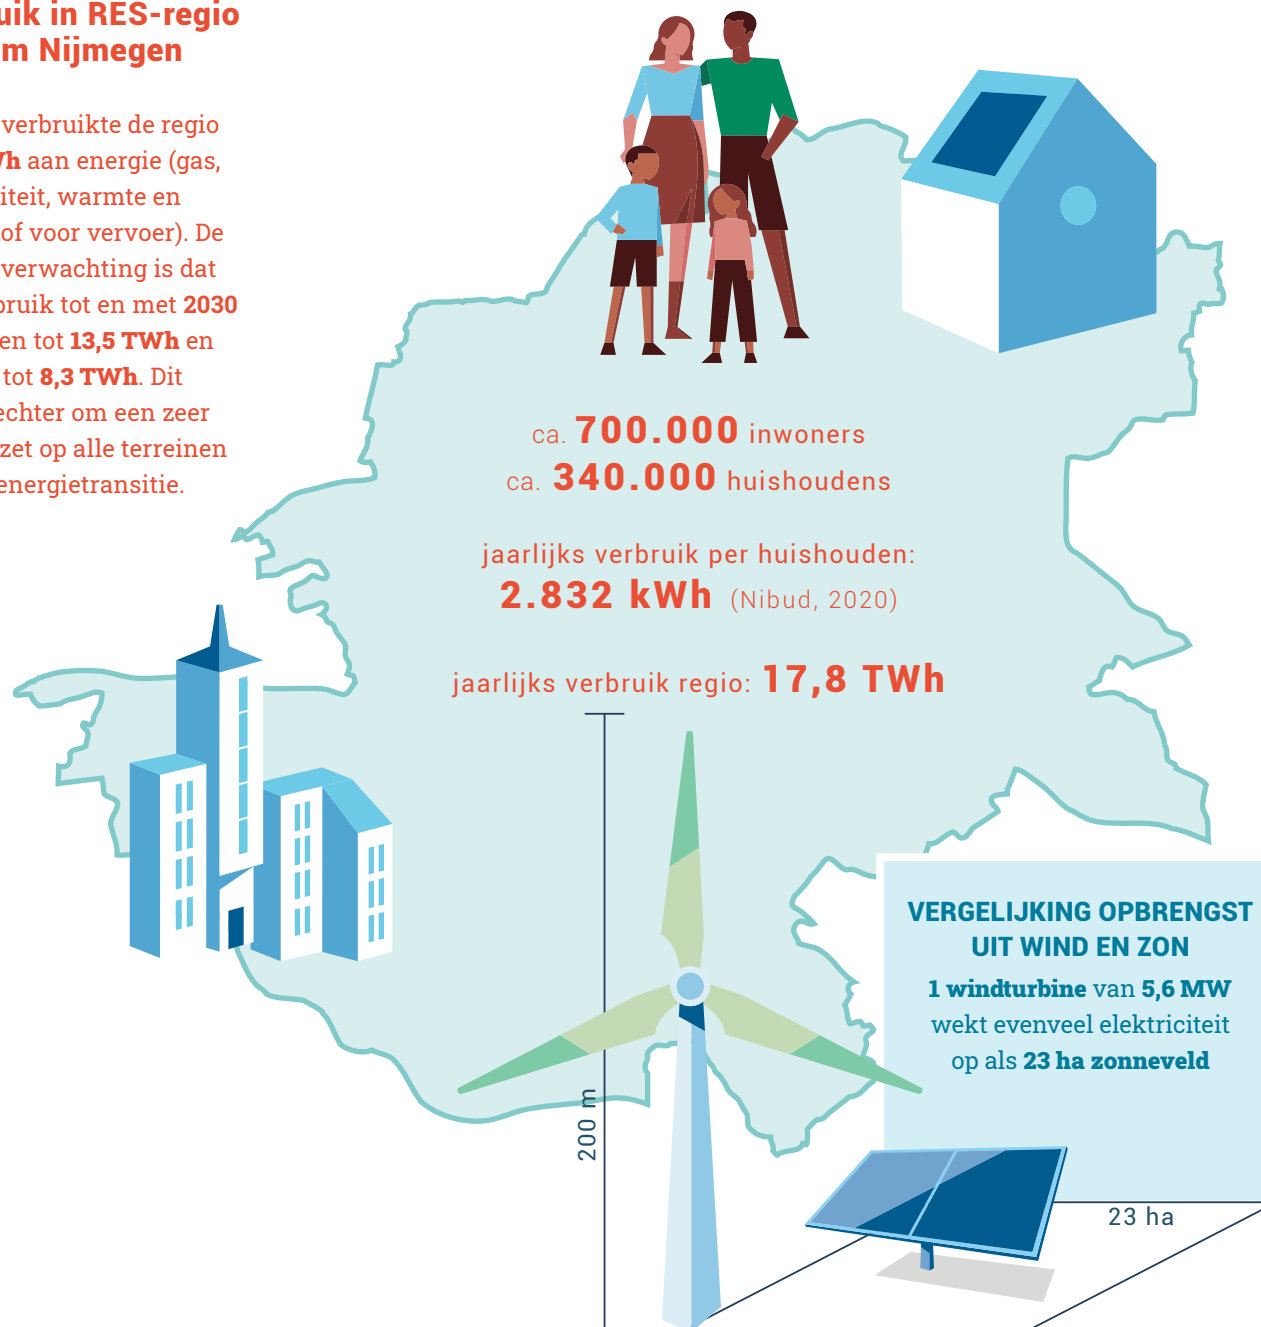 uik in RES-regio
m Nijmegen
verbruikte de regio
Wh aan energie (gas,
iteit, warmte en
of voor vervoer). De
verwachting is dat
bruik tot en met 2030
en tot 13,5 TWh en
tot 8,3 TWh. Dit
echter om een zeer
zet op alle terreinen
energietransitie.
ca. 700.000 inwoners
ca. 340.000 huishoudens
jaarlijks verbruik per huishouden:
2.832 kWh (Nibud, 2020)
jaarlijks verbruik regio: 17,8 TWh
200 m
VERGELIJKING OPBRENGST
UIT WIND EN ZON
1 windturbine van 5,6 MW
wekt evenveel elektriciteit
op als 23 ha zonneveld
23 ha